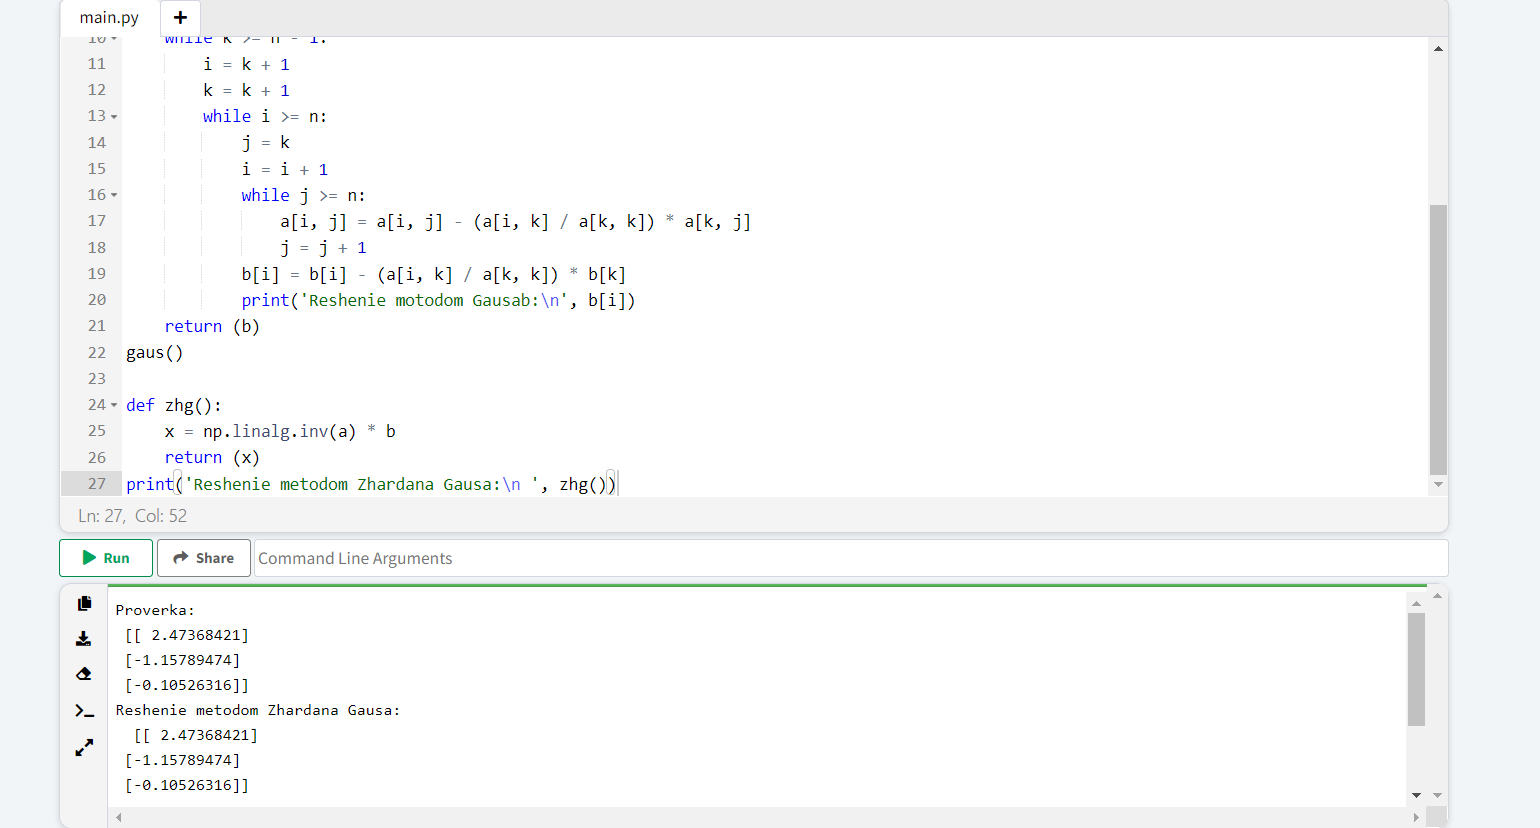 main.py +
10 while k >= n - 1:
11 i = k + 1
12 k = k + 1
13 while i >= n:
14 j = k
15 i = i + 1
16 while j >= n:
17 a[i, j] = a[i, j] - (a[i, k] / a[k, k]) * a[k, j]
18 j = j + 1
19 b[i] = b[i] - (a[i, k] / a[k, k]) * b[k]
20 print('Reshenie motodom Gausab:\n', b[i])
21 return (b)
22 gaus()
23
24 def zhg():
25 x = np.linalg.inv(a) * b
26 return (x)
27 print('Reshenie metodom Zhardana Gausa:\n ', zhg())
Ln: 27, Col: 52
Run Share Command Line Arguments
Proverka:
[[ 2.47368421]
[-1.15789474]
[-0.10526316]]
Reshenie metodom Zhardana Gausa:
[[ 2.47368421]
[-1.15789474]
[-0.10526316]]